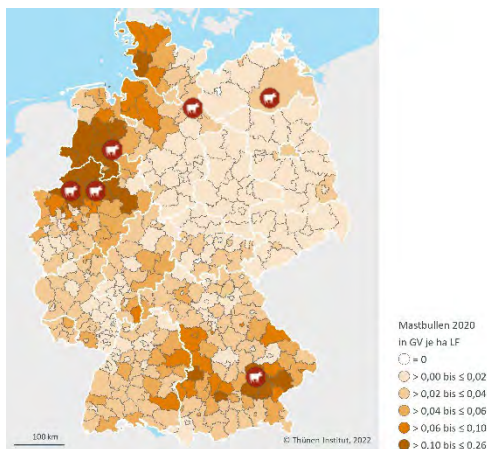 Mastbullen 2020
in GV je ha LF
= 0
> 0,00 bis ≤ 0,02
> 0,02 bis ≤ 0,04
> 0,04 bis ≤ 0,06
> 0,06 bis ≤ 0,10
> 0,10 bis ≤ 0,26
100 km
© Thünen Institut, 2022